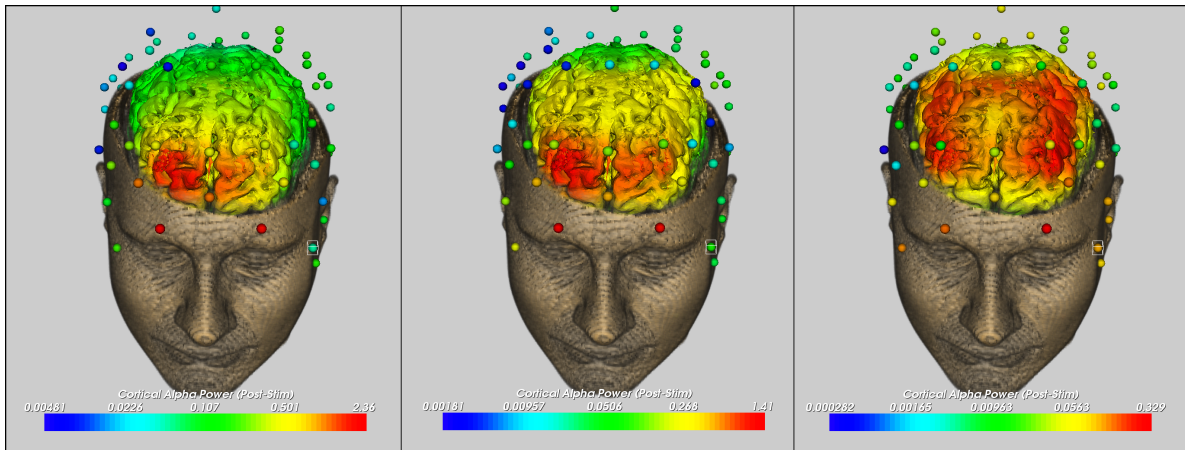 Cortical Alpha Power (Post-Stim)
0.00481 0.0226 0.107 0.501 2.36
Cortical Alpha Power (Post-Stim)
0.00181 0.00957 0.0506 0.268 1.41
Cortical Alpha Power (Post-Stim)
0.000282 0.00165 0.00963 0.0563 0.329